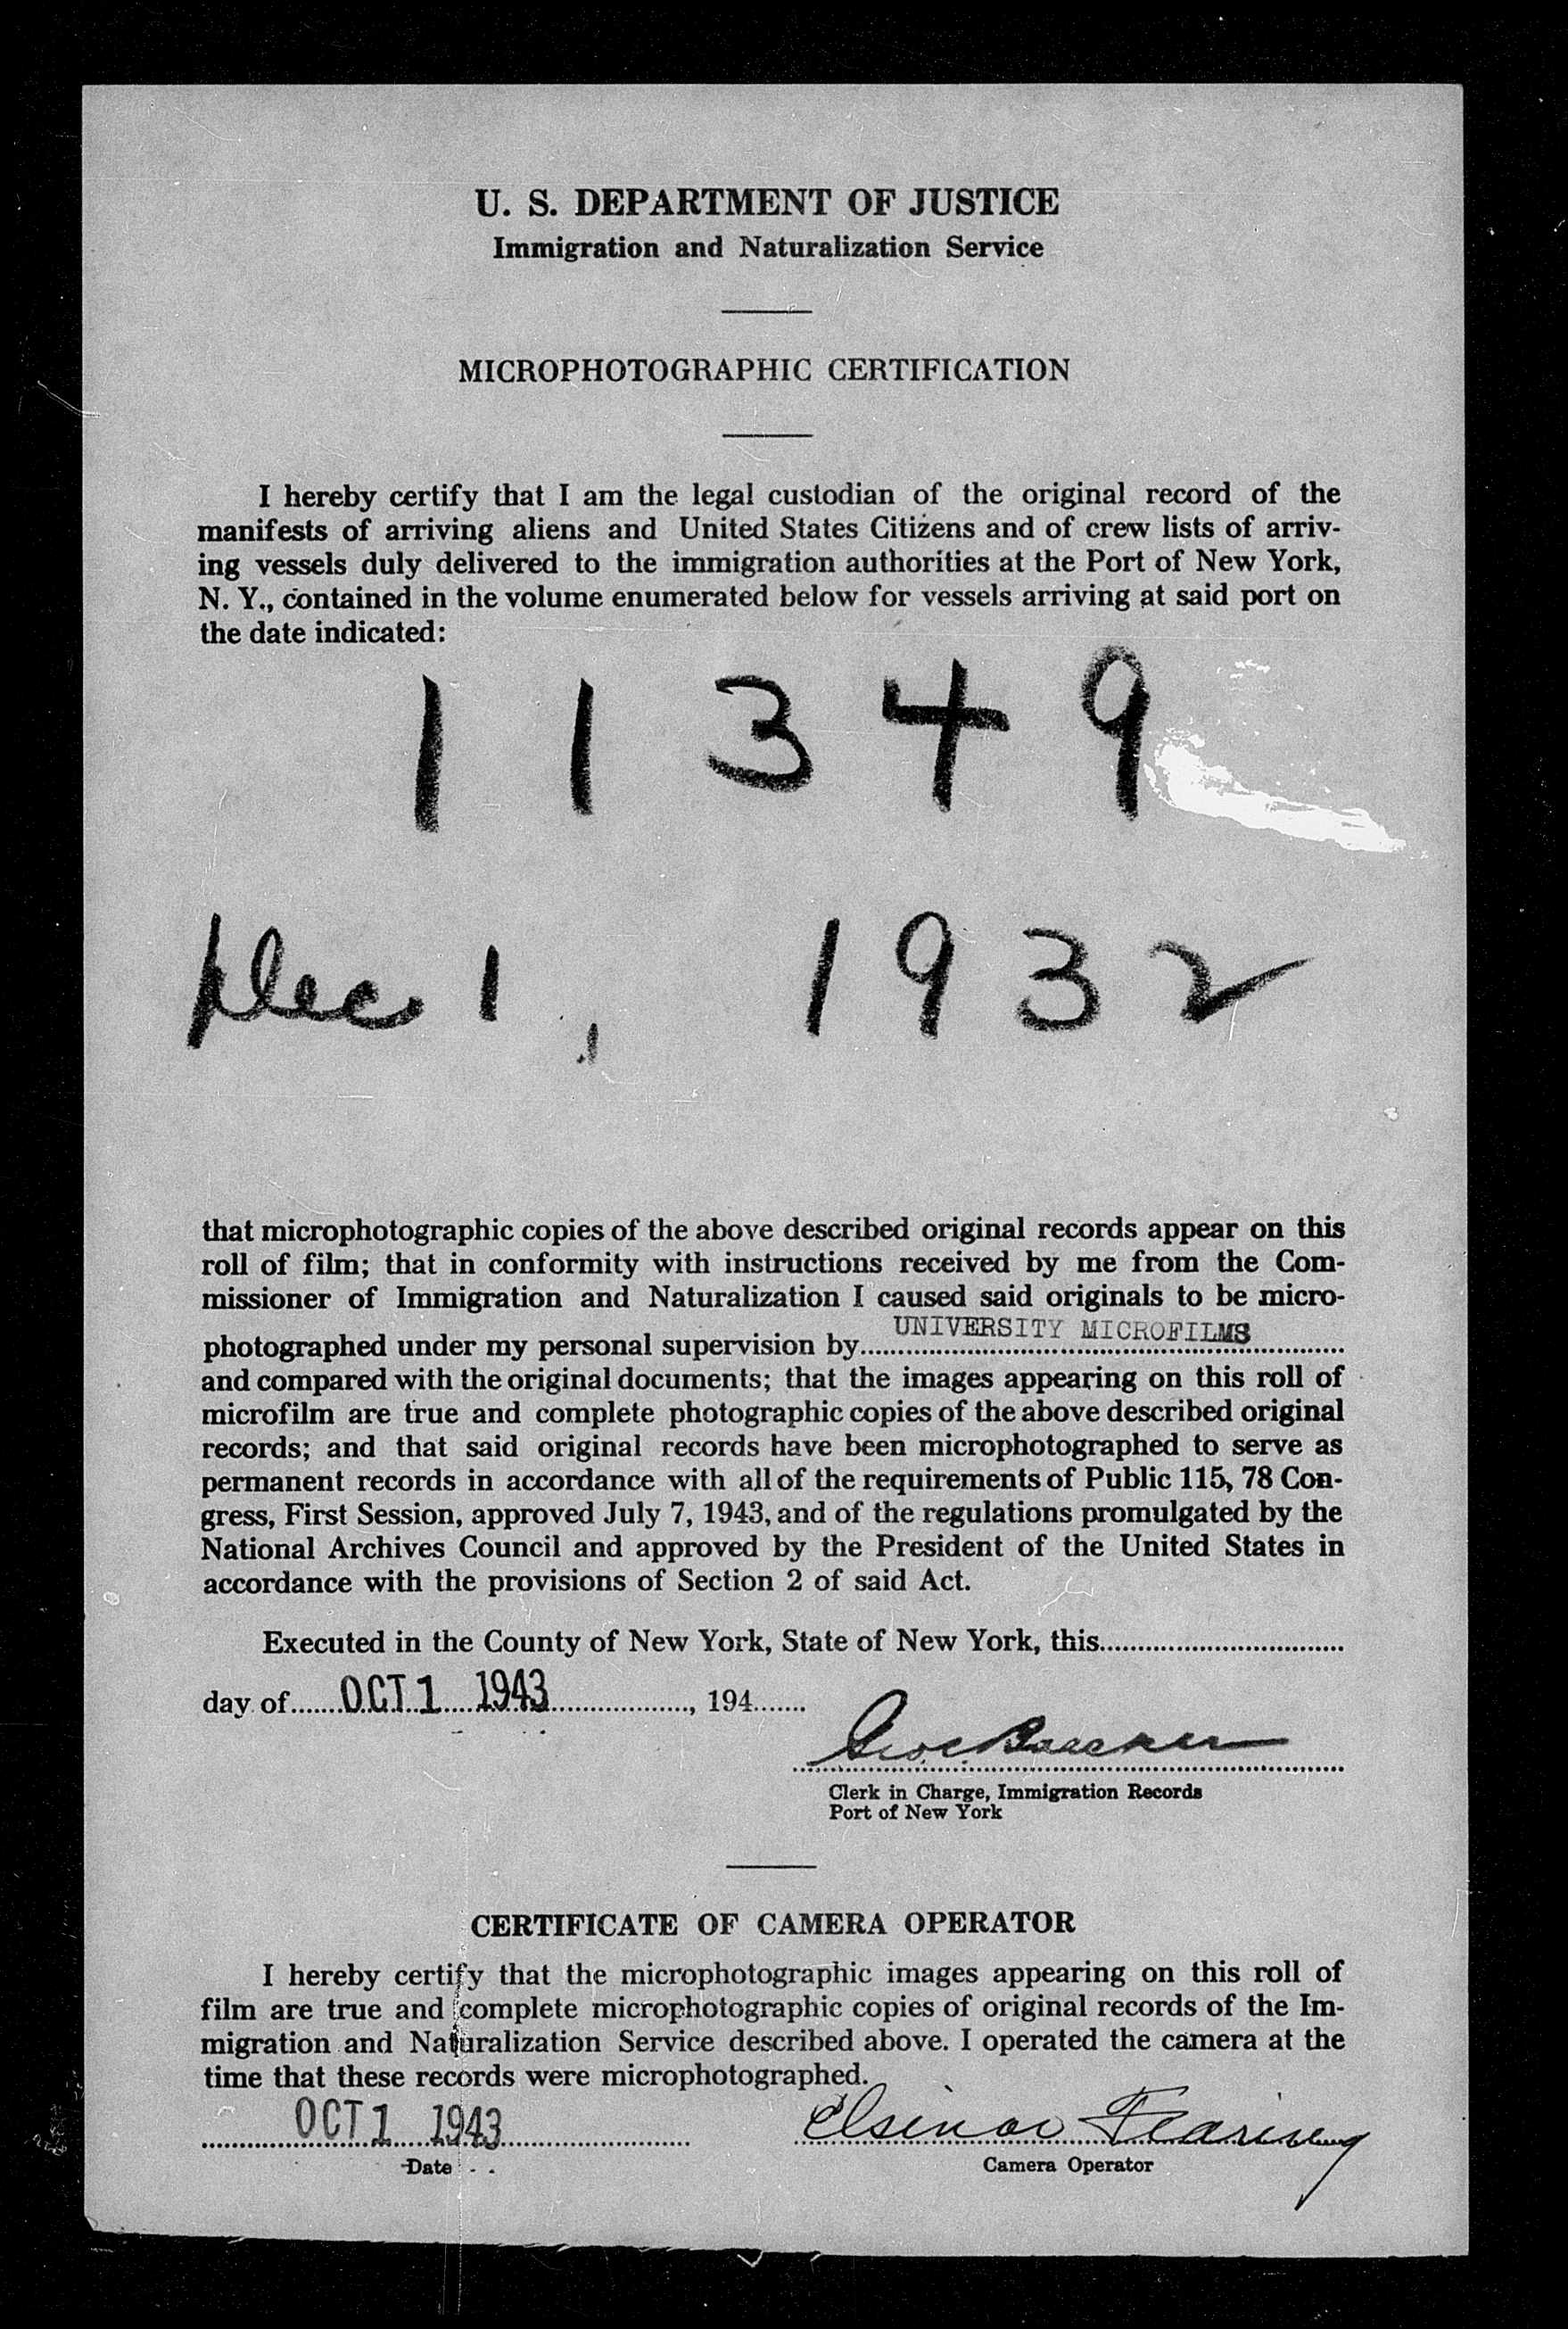 U. S. DEPARTMENT OF JUSTICE
Immigration and Naturalization Service
MICROPHOTOGRAPHIC CERTIFICATION
I hereby certify that I am the legal custodian of the original record of the
manifests of arriving aliens and United States Citizens and of crew lists of arriv-
ing vessels duly delivered to the immigration authorities at the Port of New York,
N. Y., contained in the volume enumerated below for vessels arriving at said port on
the date indicated:
11349
Dec 1, 1932
that microphotographic copies of the above described original records appear on this
roll of film; that in conformity with instructions received by me from the Com-
missioner of Immigration and Naturalization I caused said originals to be micro-
photographed under my personal supervision by UNIVERSITY MICROFILMS
and compared with the original documents; that the images appearing on this roll of
microfilm are true and complete photographic copies of the above described original
records; and that said original records have been microphotographed to serve as
permanent records in accordance with all of the requirements of Public 115, 78 Con-
gress, First Session, approved July 7, 1943, and of the regulations promulgated by the
National Archives Council and approved by the President of the United States in
accordance with the provisions of Section 2 of said Act.
Executed in the County of New York, State of New York, this
day of OCT 1 1943, 194
Clerk in Charge, Immigration Records
Port of New York
CERTIFICATE OF CAMERA OPERATOR
I hereby certify that the microphotographic images appearing on this roll of
film are true and complete microphotographic copies of original records of the Im-
migration and Naturalization Service described above. I operated the camera at the
time that these records were microphotographed.
OCT 1 1943 Elsinor Fearing
Date Camera Operator